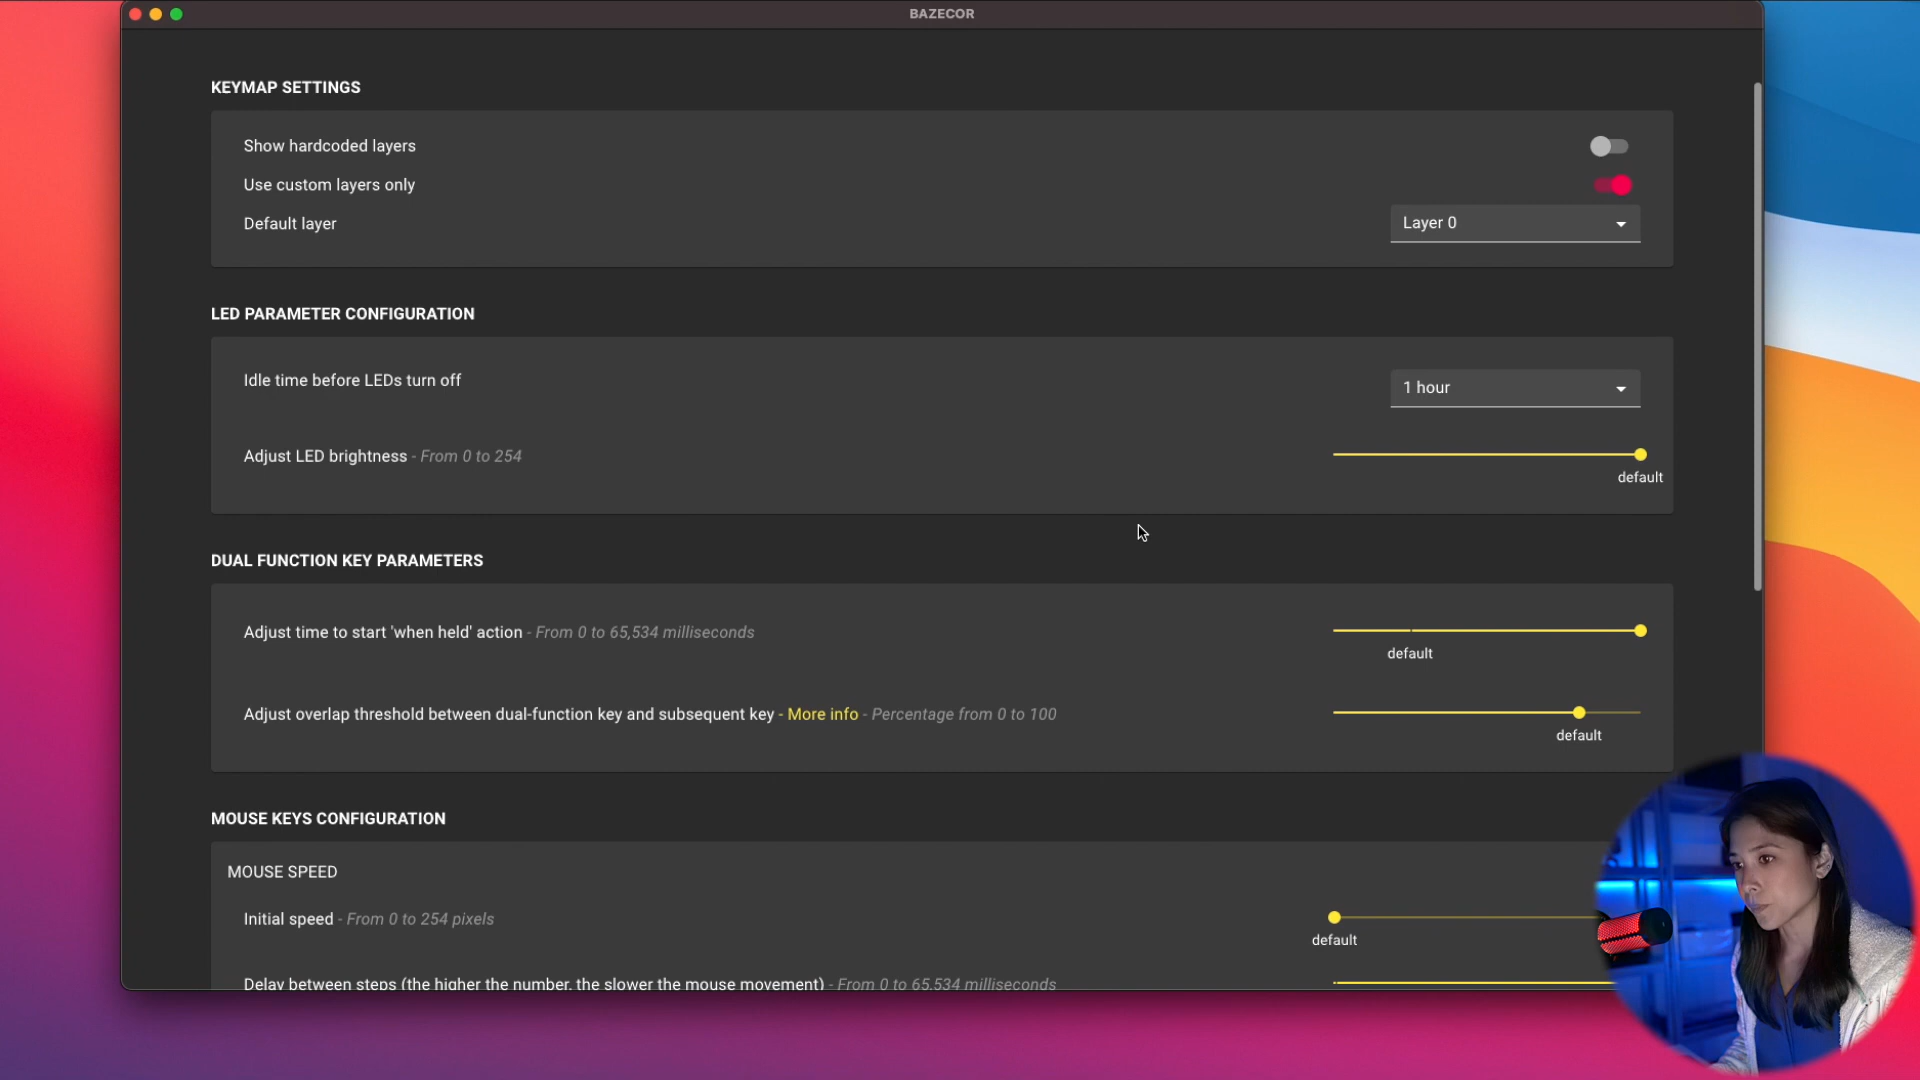 BAZECOR
KEYMAP SETTINGS
Show hardcoded layers
Use custom layers only
Default layer
Layer 0
LED PARAMETER CONFIGURATION
Idle time before LEDs turn off
1 hour
Adjust LED brightness - From 0 to 254
default
DUAL FUNCTION KEY PARAMETERS
Adjust time to start 'when held' action - From 0 to 65,534 milliseconds
default
Adjust overlap threshold between dual-function key and subsequent key - More info - Percentage from 0 to 100
default
MOUSE KEYS CONFIGURATION
MOUSE SPEED
Initial speed - From 0 to 254 pixels
default
Delay between steps (the higher the number, the slower the mouse movement) - From 0 to 65,534 milliseconds